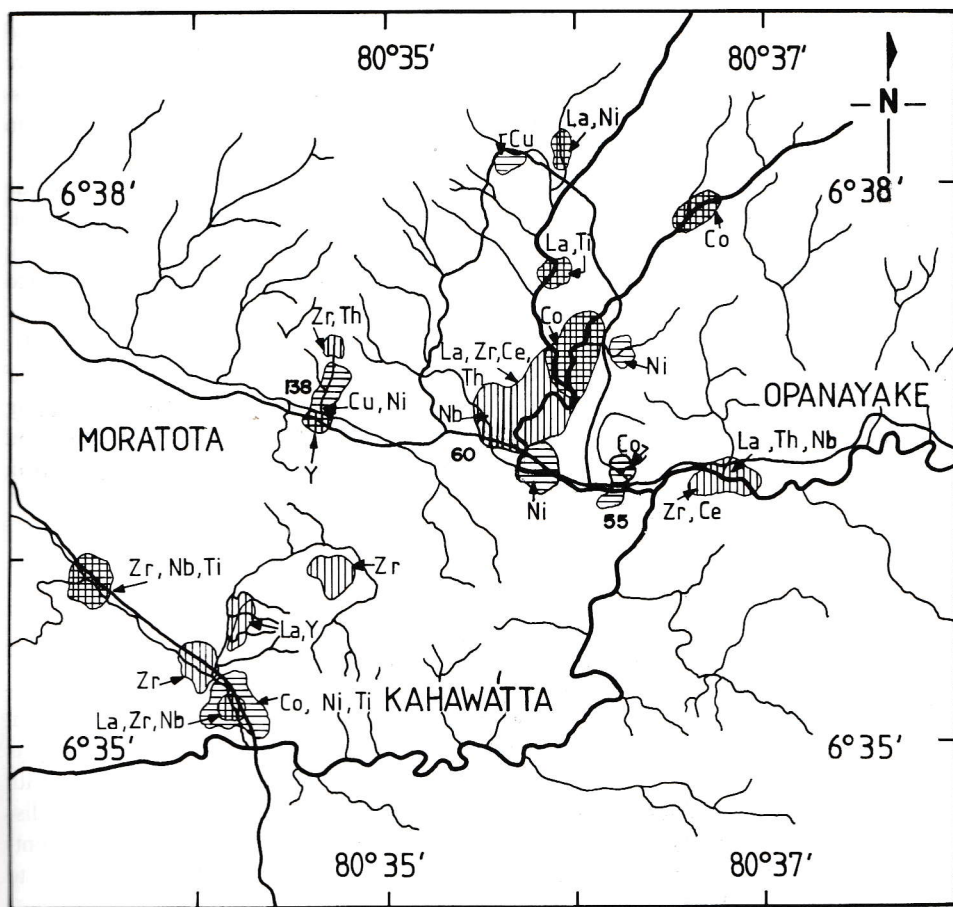 80°35′
80°37′
N
La,Ni
Cu
6°38′
6°38′
Co
La,Ti
Zr,Th
Co
La,Zr,Ce,
Th
Ni
138
Cu,Ni
OPANAYAKE
Nb
MORATOTA
La,Th,Nb
Co
60
Y
Ni
55
Zr,Ce
Zr,Nb,Ti
Zr
La,Y
Zr
Co, Ni,Ti
KAHAWATTA
La,Zr,Nb
6°35′
6°35′
80°35′
80°37′